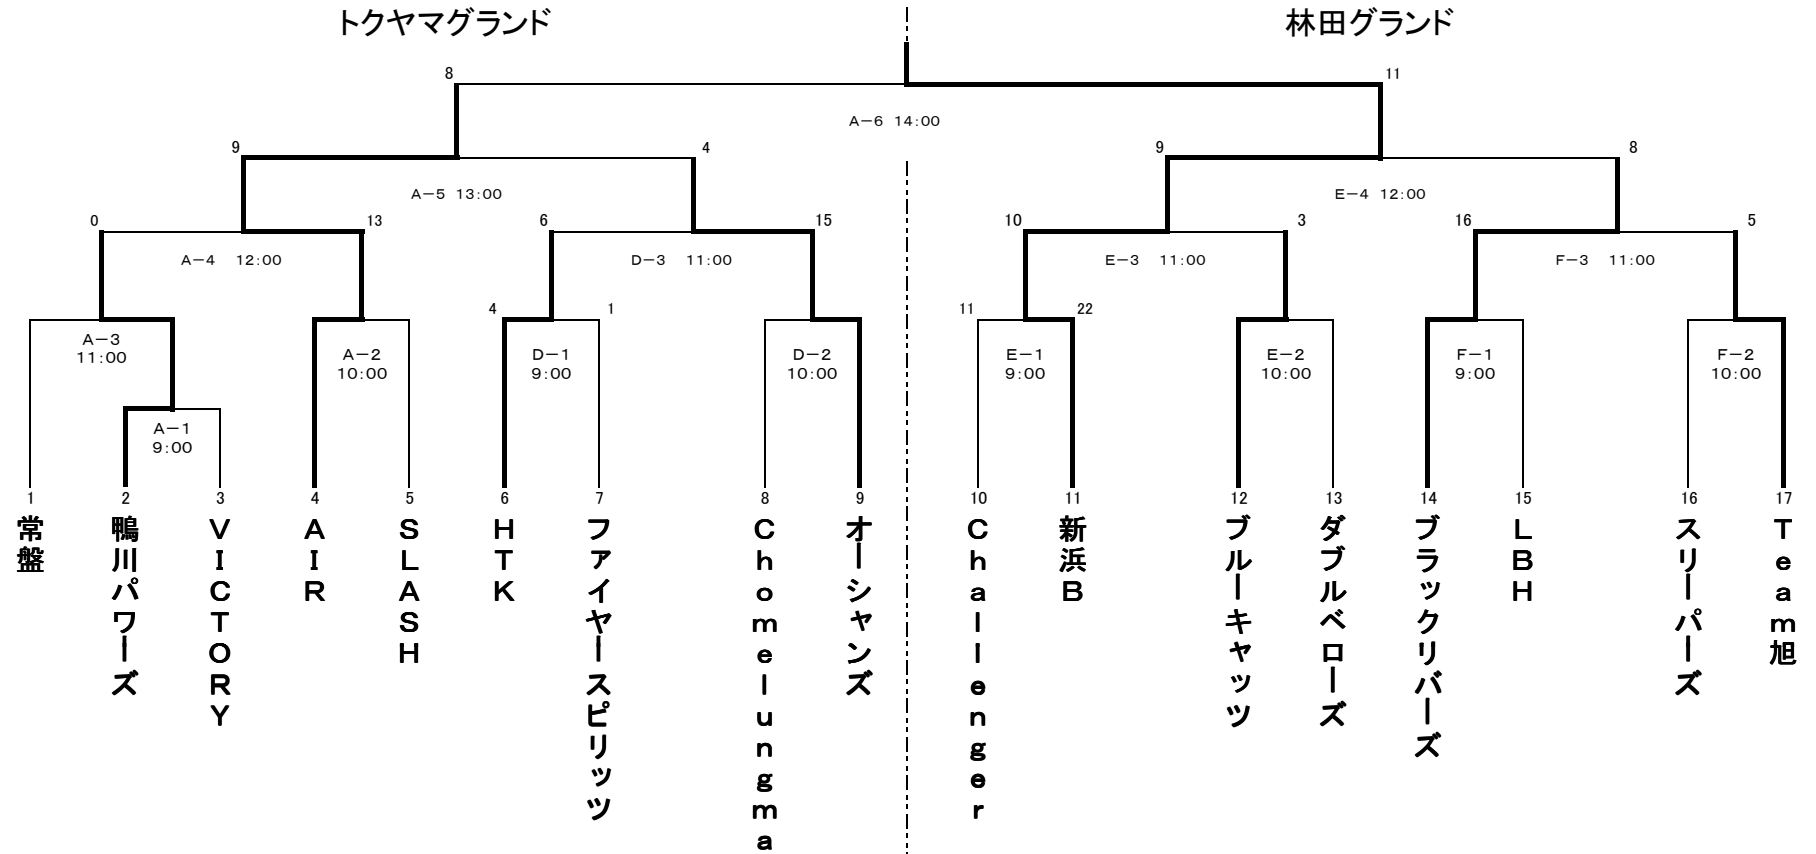 トクヤマグランド 林田グランド
8 11
A－6 14:00
9 4 9 8
A－5 13:00 E－4 12:00
0 13 6 15 10 3 16 5
A－4 12:00 D－3 11:00 E－3 11:00 F－3 11:00
4 1 11 22
A－3
11:00
A－2
10:00
D－1
9:00
D－2
10:00
E－1
9:00
E－2
10:00
F－1
9:00
F－2
10:00
A－1
9:00
1 2 3 4 5 6 7 8 9 10 11 12 13 14 15 16 17
常盤
鴨川パワーズ
VICTORY
AIR
SLASH
HTK
ファイヤースピリッツ
Chomelungma
オーシャンズ
Challenger
新浜B
ブルーキャッツ
ダブルベローズ
ブラックリバーズ
LBH
スリーパーズ
Team旭